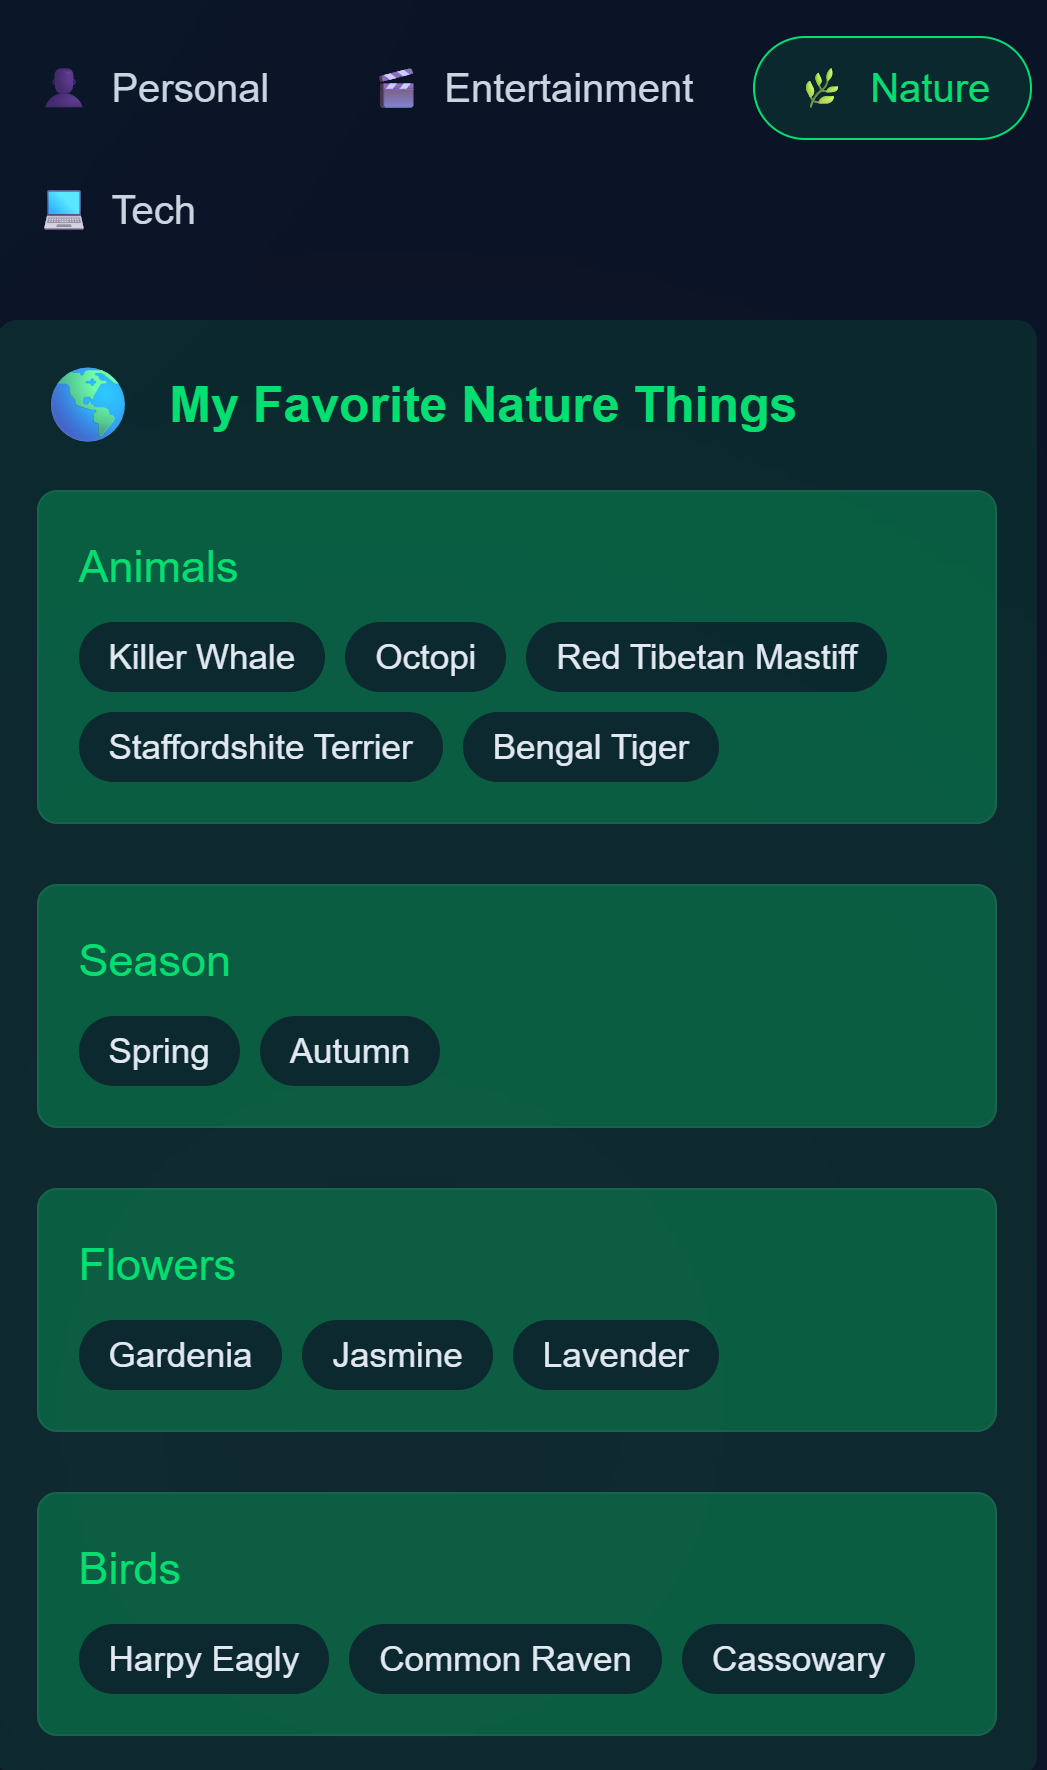 Personal Entertainment Nature
Tech
My Favorite Nature Things
Animals
Killer Whale Octopi Red Tibetan Mastiff
Staffordshite Terrier Bengal Tiger
Season
Spring Autumn
Flowers
Gardenia Jasmine Lavender
Birds
Harpy Eagly Common Raven Cassowary